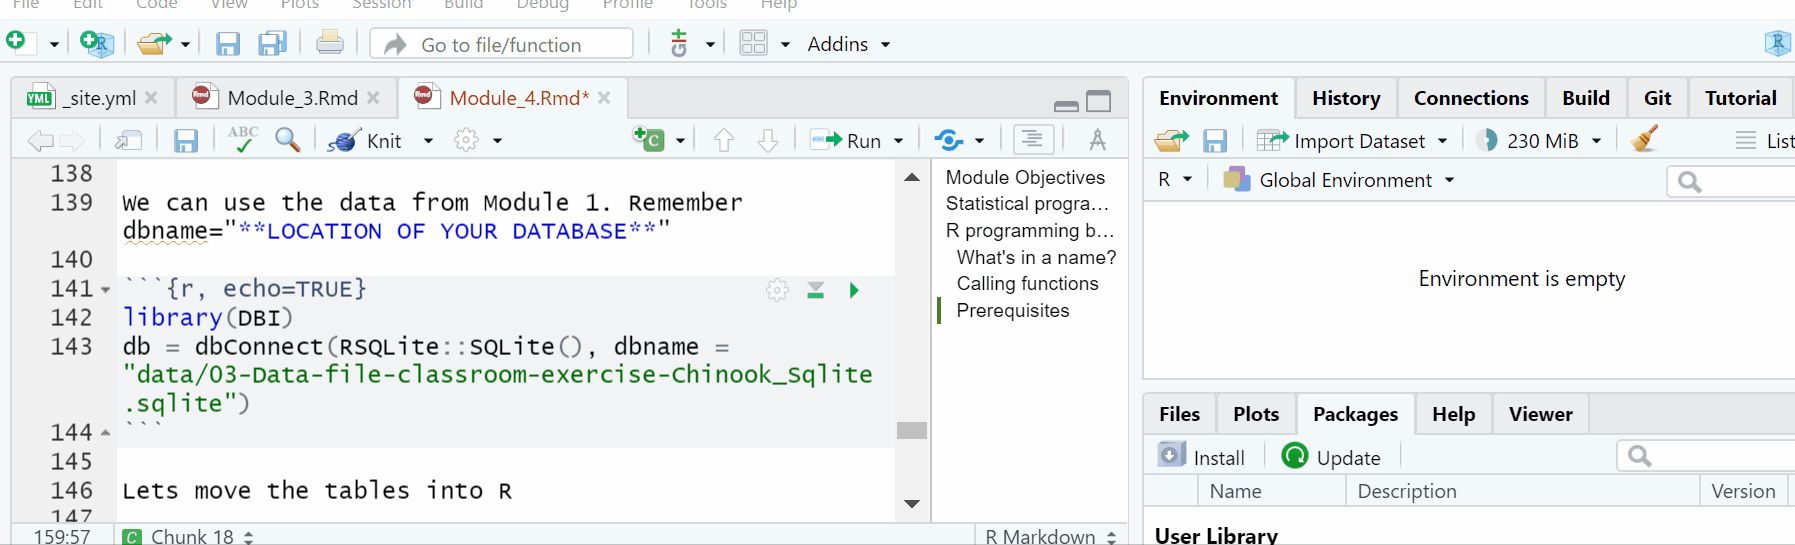 File Edit Code View Plots Session Build Debug Profile Tools Help
Go to file/function Addins
_site.yml Module_3.Rmd Module_4.Rmd*
ABC Knit Run
138
139 We can use the data from Module 1. Remember
dbname="**LOCATION OF YOUR DATABASE**"
140
141 ```{r, echo=TRUE}
142 library(DBI)
143 db = dbConnect(RSQLite::SQLite(), dbname =
"data/03-Data-file-classroom-exercise-Chinook_Sqlite
.sqlite")
144 ```
145
146 Lets move the tables into R
147
159:57 C Chunk 18 R Markdown
Module Objectives
Statistical progra...
R programming b...
What's in a name?
Calling functions
Prerequisites
Environment History Connections Build Git Tutorial
Import Dataset 230 MiB List
R Global Environment
Environment is empty
Files Plots Packages Help Viewer
Install Update
Name Description Version
User Library